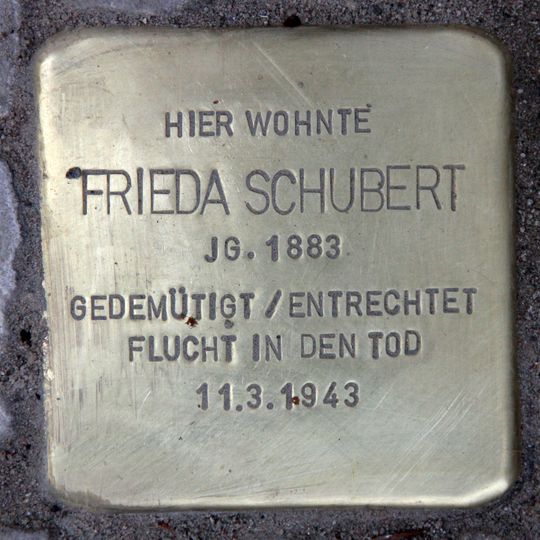 HIER WOHNTE
FRIEDA SCHUBERT
JG. 1883
GEDEMÜTIGT / ENTRECHTET
FLUCHT IN DEN TOD
11.3.1943